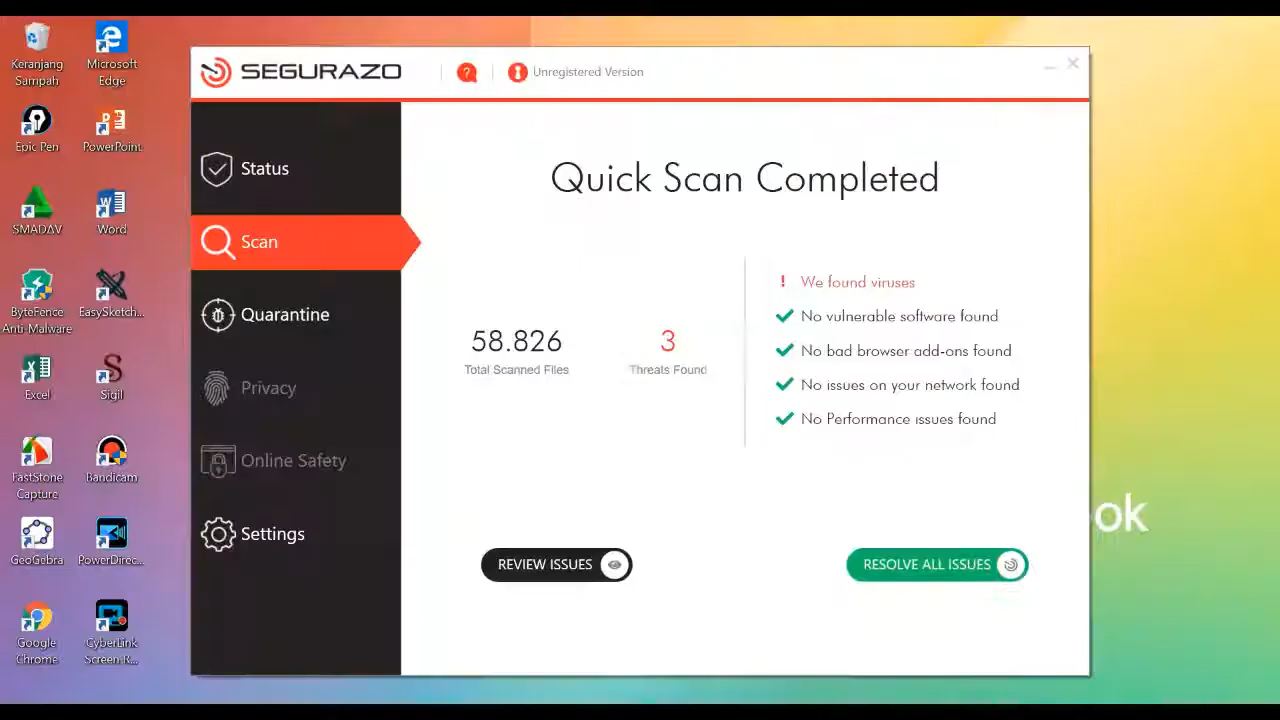 Keranjang
Sampah
Microsoft
Edge
Epic Pen
PowerPoint
SMADΔV
Word
ByteFence
Anti-Malware
EasySketch...
Excel
Sigil
FastStone
Capture
Bandicam
GeoGebra
PowerDirec...
Google
Chrome
CyberLink
Screen R...
SEGURAZO
?
Unregistered Version
Status
Scan
Quarantine
Privacy
Online Safety
Settings
Quick Scan Completed
58.826
Total Scanned Files
3
Threats Found
! We found viruses
No vulnerable software found
No bad browser add-ons found
No issues on your network found
No Performance issues found
REVIEW ISSUES
RESOLVE ALL ISSUES
ok